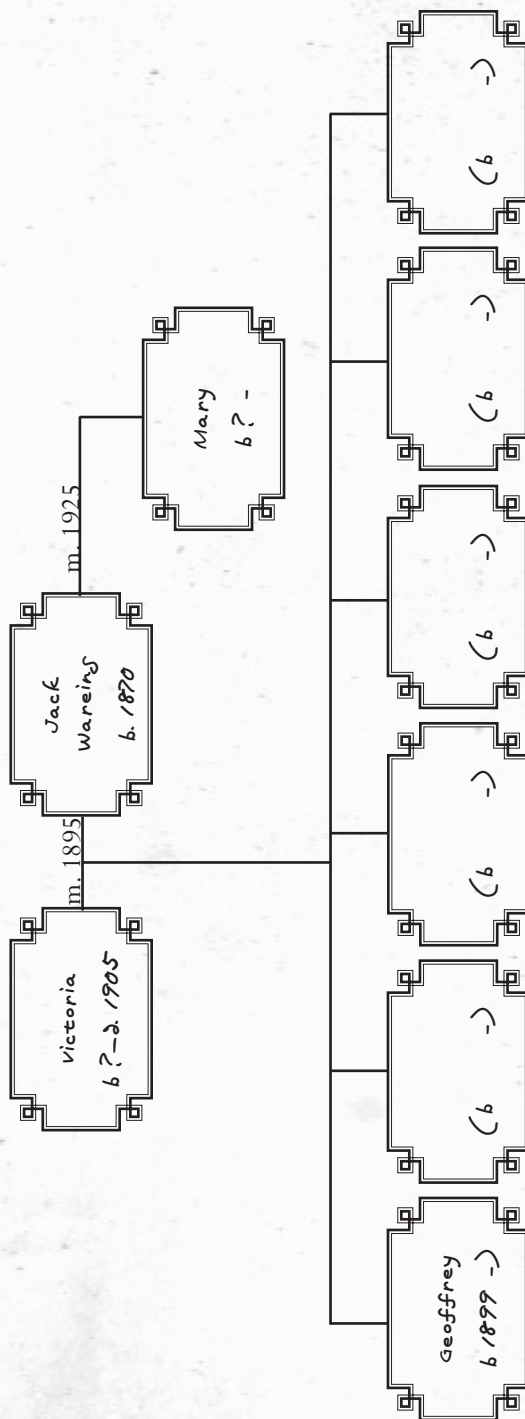 Victoria
b ? – d. 1905
m. 1895
Jack
Wareing
b. 1870
m. 1925
Mary
b ? -
Geoffrey
b 1899 -)
(b -)
(b -)
(b -)
(b -)
(b -)